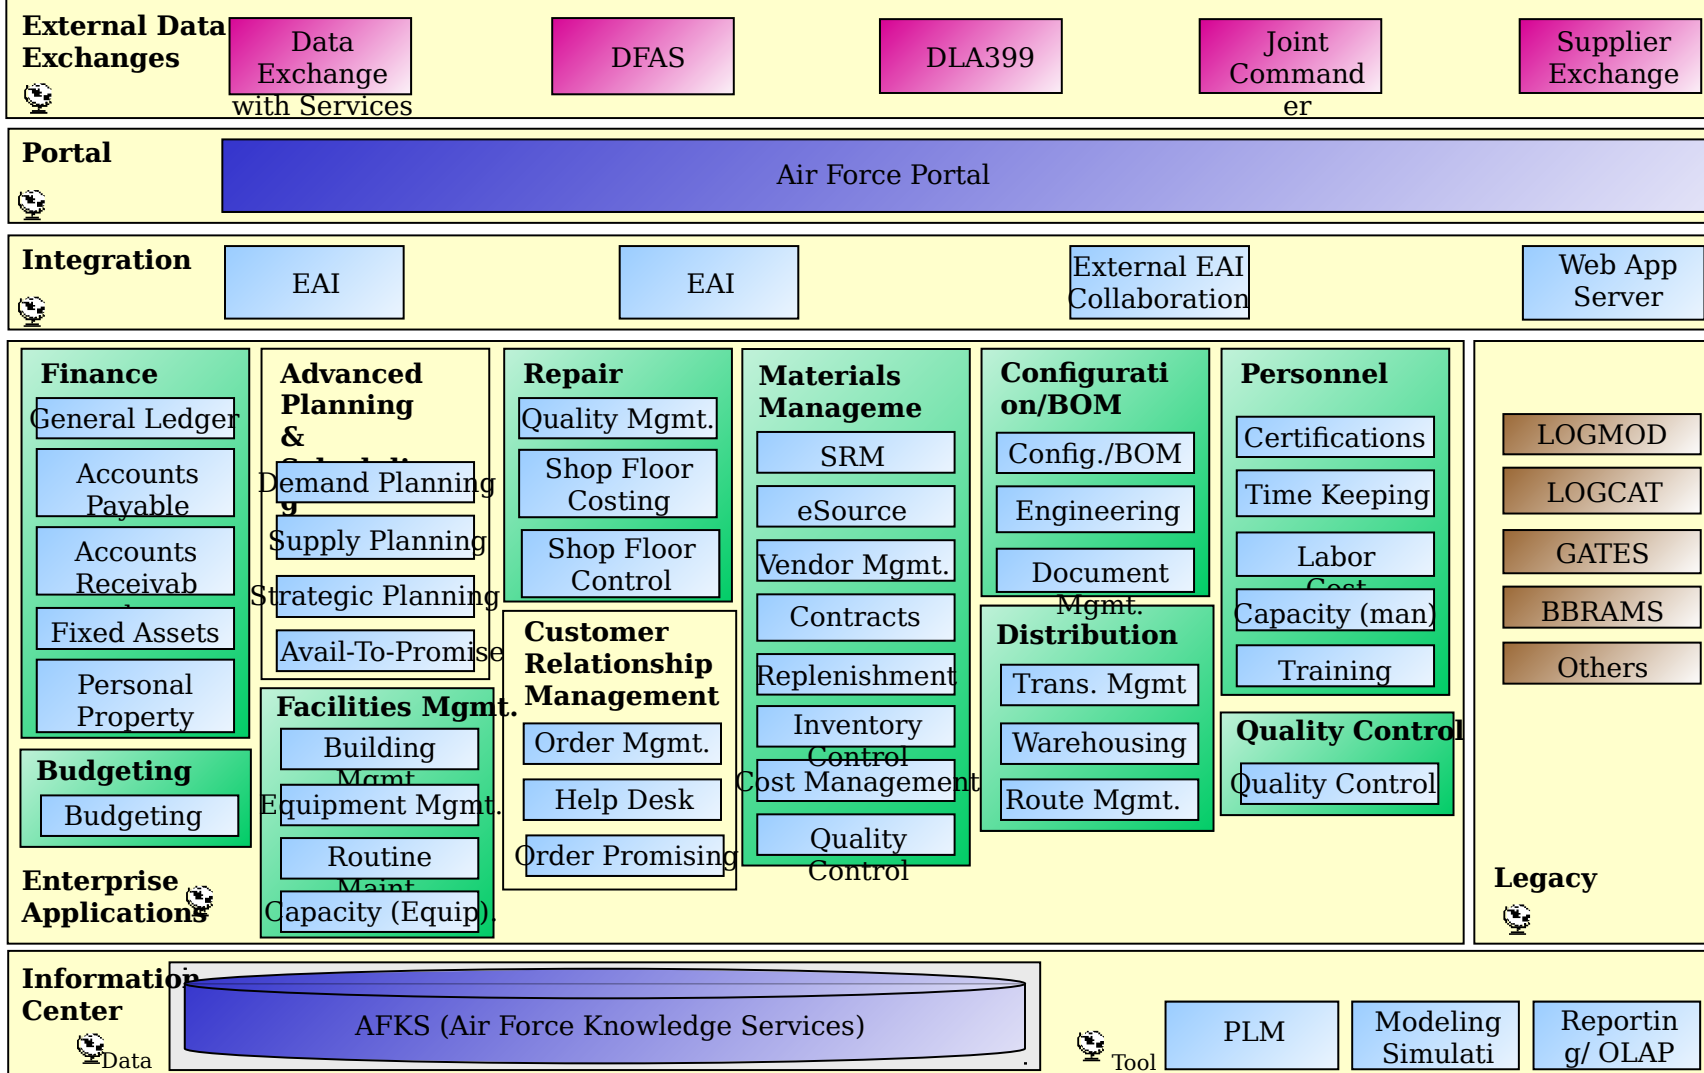 External Data
Exchanges
Data
Exchange
with Services
DFAS
DLA399
Joint
Command
er
Supplier
Exchange
Portal
Air Force Portal
Integration
EAI
EAI
External EAI
Collaboration
Web App
Server
Finance
General Ledger
Accounts
Payable
Accounts
Receivab
Fixed Assets
Personal
Property
Budgeting
Budgeting
Enterprise
Applications
Advanced
Planning
&
Demand Planning
g
Supply Planning
Strategic Planning
Avail-To-Promise
Facilities Mgmt.
Building
Mgmt
Equipment Mgmt.
Routine
Maint
Capacity (Equip).
Repair
Quality Mgmt.
Shop Floor
Costing
Shop Floor
Control
Customer
Relationship
Management
Order Mgmt.
Help Desk
Order Promising
Materials
Manageme
SRM
eSource
Vendor Mgmt.
Contracts
Replenishment
Inventory
Control
Cost Management
Quality
Control
Configurati
on/BOM
Config./BOM
Engineering
Document
Mgmt.
Distribution
Trans. Mgmt
Warehousing
Route Mgmt.
Personnel
Certifications
Time Keeping
Labor
Cost
Capacity (man)
Training
Quality Control
Quality Control
LOGMOD
LOGCAT
GATES
BBRAMS
Others
Legacy
Information
Center
Data
AFKS (Air Force Knowledge Services)
Tool
PLM
Modeling
Simulati
Reportin
g/ OLAP